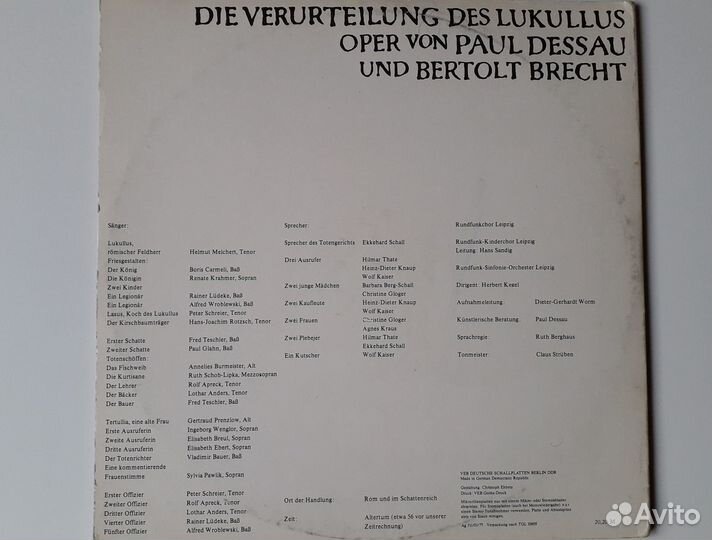 DIE VERURTEILUNG DES LUKULLUS
OPER VON PAUL DESSAU
UND BERTOLT BRECHT
Sänger:
Lukullus,
römischer Feldherr Helmut Melchert, Tenor
Friesgestalten:
Der König Boris Carmeli, Baß
Die Königin Renate Krahmer, Sopran
Zwei Kinder
Ein Legionär Rainer Lüdeke, Baß
Ein Legionär Alfred Wroblewski, Baß
Lasus, Koch des Lukullus Peter Schreier, Tenor
Der Kirschbaumträger Hans-Joachim Rotzsch, Tenor
Erster Schatte Fred Teschler, Baß
Zweiter Schatte Paul Glahn, Baß
Totenschöffen:
Das Fischweib Annelies Burmeister, Alt
Die Kurtisane Ruth Schob-Lipka, Mezzosopran
Der Lehrer Rolf Apreck, Tenor
Der Bäcker Lothar Anders, Tenor
Der Bauer Fred Teschler, Baß
Tertullia, eine alte Frau Gertraud Prenzlow, Alt
Erste Ausruferin Ingeborg Wenglor, Sopran
Zweite Ausruferin Elisabeth Breul, Sopran
Dritte Ausruferin Elisabeth Ebert, Sopran
Der Totenrichter Vladimir Bauer, Baß
Eine kommentierende
Frauenstimme Sylvia Pawlik, Sopran
Erster Offizier Peter Schreier, Tenor
Zweiter Offizier Rolf Apreck, Tenor
Dritter Offizier Lothar Anders, Tenor
Vierter Offizier Rainer Lüdeke, Baß
Fünfter Offizier Alfred Wroblewski, Baß
Sprecher:
Sprecher des Totengerichts Ekkehard Schall
Drei Ausrufer Hilmar Thate
Heinz-Dieter Knaup
Wolf Kaiser
Zwei junge Mädchen Barbara Berg-Schall
Christine Gloger
Zwei Kaufleute Heinz-Dieter Knaup
Wolf Kaiser
Zwei Frauen Christine Gloger
Agnes Kraus
Zwei Plebejer Hilmar Thate
Ekkehard Schall
Ein Kutscher Wolf Kaiser
Ort der Handlung: Rom und im Schattenreich
Zeit: Altertum (etwa 56 vor unserer
Zeitrechnung)
Rundfunkchor Leipzig
Rundfunk-Kinderchor Leipzig
Leitung: Hans Sandig
Rundfunk-Sinfonie-Orchester Leipzig
Dirigent: Herbert Kegel
Aufnahmeleitung: Dieter-Gerhardt Worm
Künstlerische Beratung: Paul Dessau
Sprachregie: Ruth Berghaus
Tonmeister: Claus Strüben
VEB DEUTSCHE SCHALLPLATTEN BERLIN DDR
Made in German Democratic Republic
Gestaltung: Christoph Ehbets
Druck: VEB Gotha-Druck
Avito